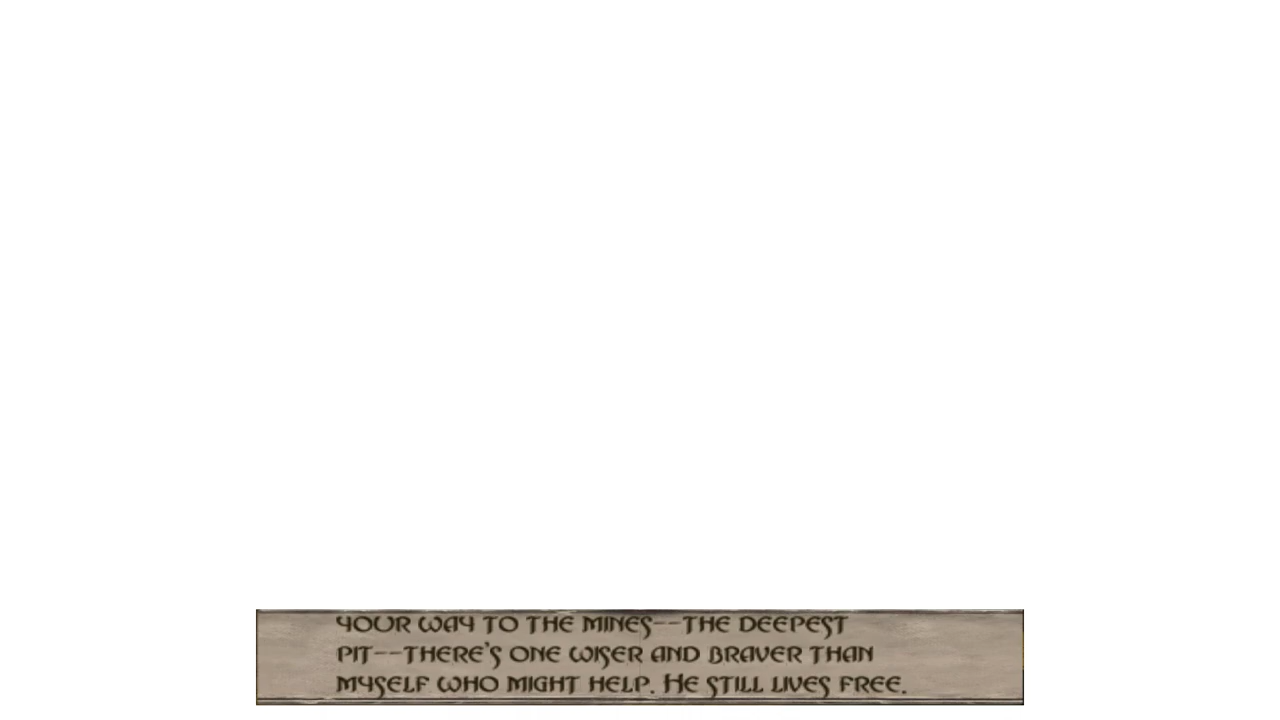 YOUR WAY TO THE MINES--THE DEEPEST
PIT--THERE'S ONE WISER AND BRAVER THAN
MYSELF WHO MIGHT HELP. HE STILL LIVES FREE.